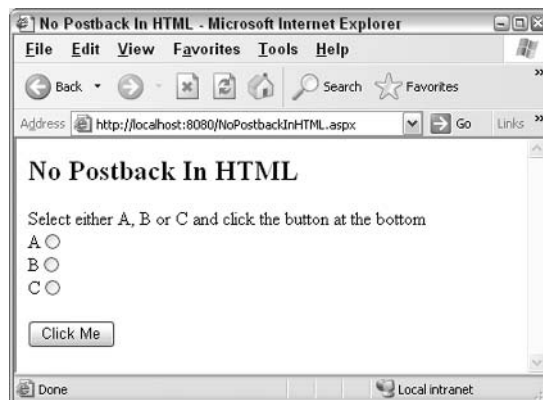 No Postback In HTML - Microsoft Internet Explorer
File Edit View Favorites Tools Help
Back Search Favorites »
Address http://localhost:8080/NoPostbackInHTML.aspx Go Links »
No Postback In HTML
Select either A, B or C and click the button at the bottom
A
B
C
Click Me
Done Local intranet